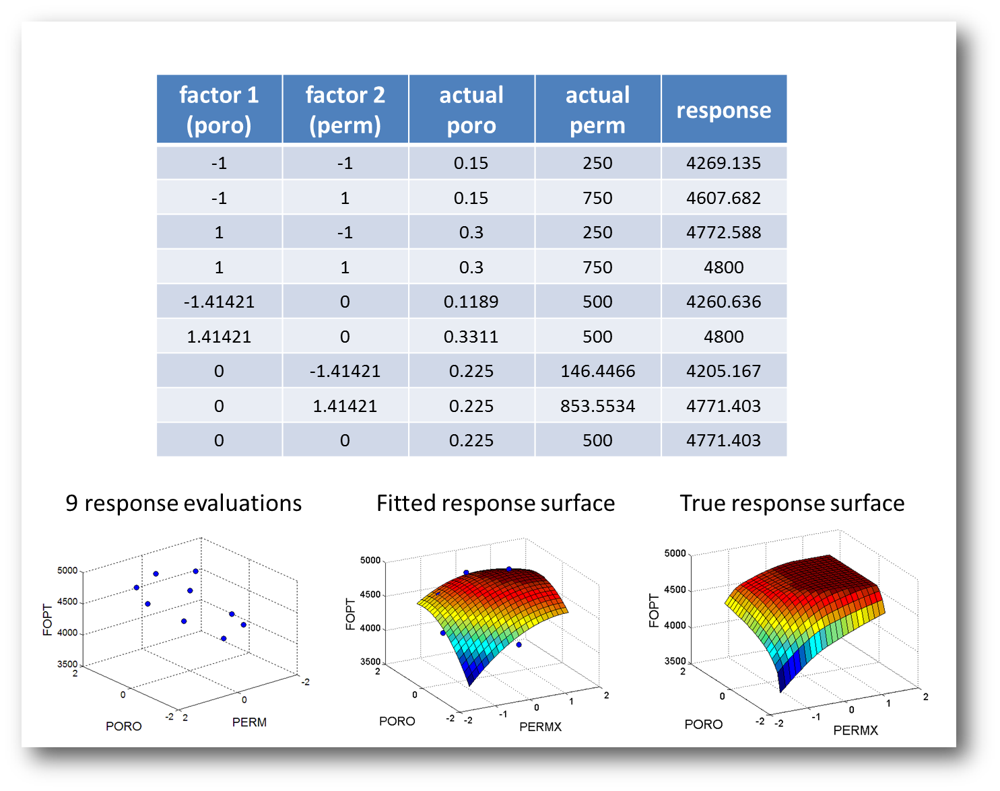 factor 1
(poro)
factor 2
(perm)
actual
poro
actual
perm
response
-1 -1 0.15 250 4269.135
-1 1 0.15 750 4607.682
1 -1 0.3 250 4772.588
1 1 0.3 750 4800
-1.41421 0 0.1189 500 4260.636
1.41421 0 0.3311 500 4800
0 -1.41421 0.225 146.4466 4205.167
0 1.41421 0.225 853.5534 4771.403
0 0 0.225 500 4771.403
9 response evaluations
5000
4500
4000
3500
FOPT
2
0
-2
PORO
2
0
-2
PERM
Fitted response surface
5000
4500
4000
3500
FOPT
2
0
-2
PORO
-2
-1
0
1
2
PERMX
True response surface
5000
4500
4000
3500
FOPT
2
0
-2
PORO
-2
-1
0
1
2
PERMX